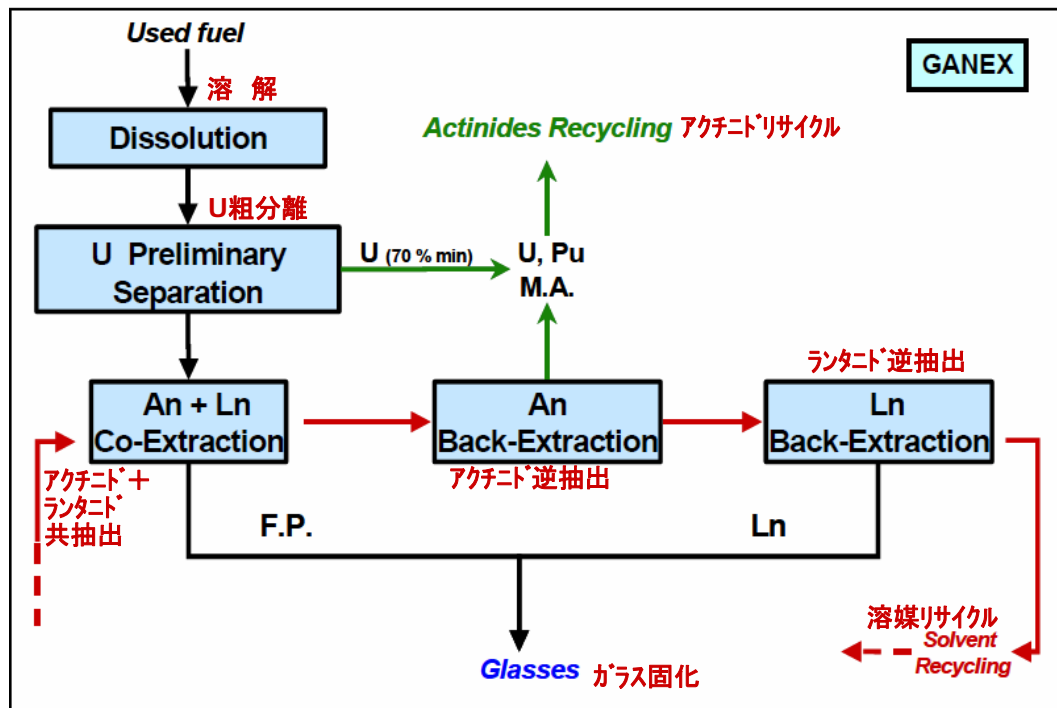 Used fuel
GANEX
溶 解
Dissolution
Actinides Recycling アクチニドリサイクル
U粗分離
U Preliminary
Separation
U (70 % min)
U, Pu
M.A.
ランタニド逆抽出
An + Ln
Co-Extraction
An
Back-Extraction
Ln
Back-Extraction
アクチニド逆抽出
アクチニド+
ランタニド
共抽出
F.P.
Ln
溶媒リサイクル
Solvent
Recycling
Glasses ガラス固化